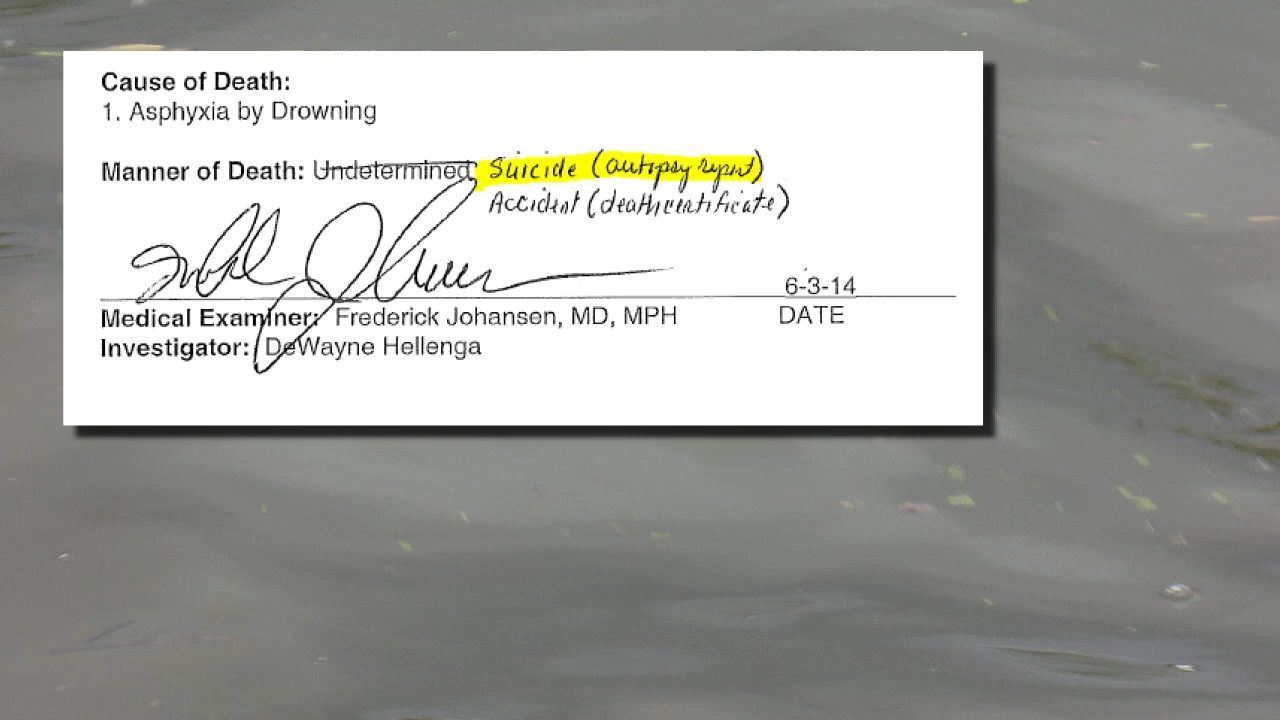 Cause of Death:
1. Asphyxia by Drowning
Manner of Death: Undetermined; Suicide (autopsy report)
Accident (death certificate)
6-3-14
Medical Examiner: Frederick Johansen, MD, MPH DATE
Investigator: DeWayne Hellenga